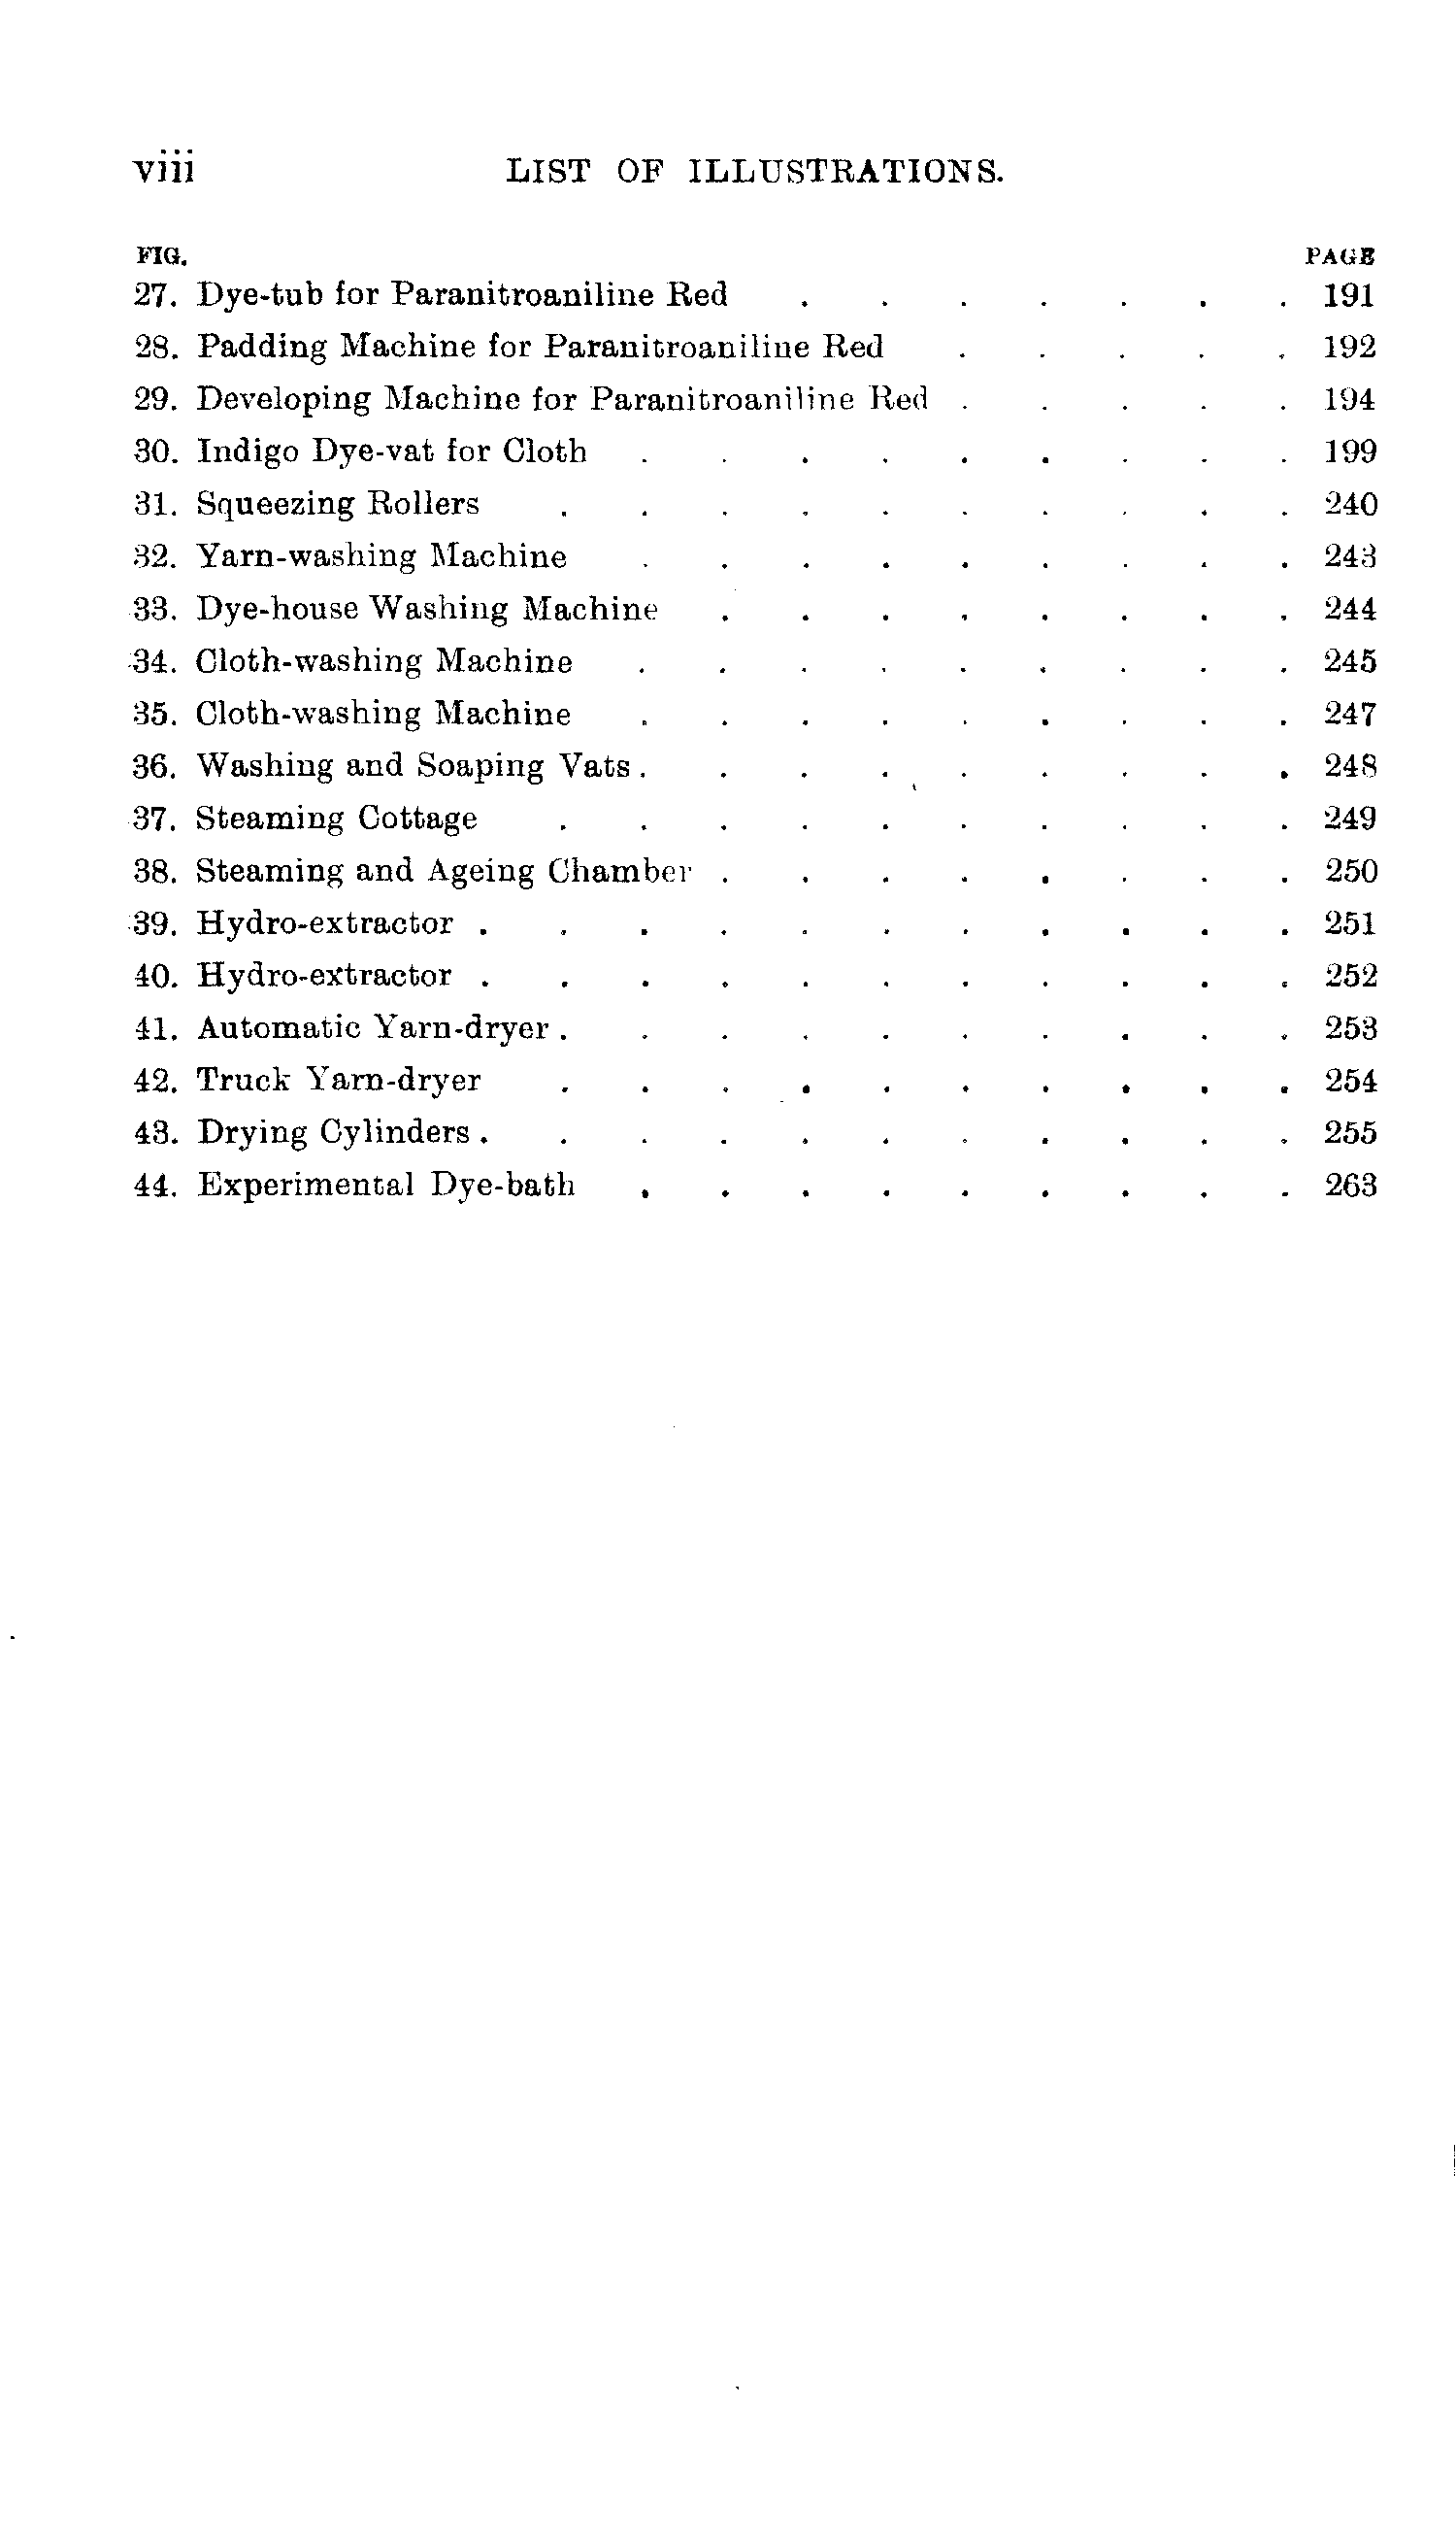 viii LIST OF ILLUSTRATIONS.
FIG. PAGE
27. Dye-tub for Paranitroaniline Red . . . . . . . 191
28. Padding Machine for Paranitroaniline Red . . . . . 192
29. Developing Machine for Paranitroaniline Red . . . . . 194
30. Indigo Dye-vat for Cloth . . . . . . . . . 199
31. Squeezing Rollers . . . . . . . . . . 240
32. Yarn-washing Machine . . . . . . . . . 243
33. Dye-house Washing Machine . . . . . . . . 244
34. Cloth-washing Machine . . . . . . . . . 245
35. Cloth-washing Machine . . . . . . . . . 247
36. Washing and Soaping Vats . . . . . . . . . 248
37. Steaming Cottage . . . . . . . . . . 249
38. Steaming and Ageing Chamber . . . . . . . . 250
39. Hydro-extractor . . . . . . . . . . . 251
40. Hydro-extractor . . . . . . . . . . . 252
41. Automatic Yarn-dryer . . . . . . . . . . 253
42. Truck Yarn-dryer . . . . . . . . . . 254
43. Drying Cylinders . . . . . . . . . . . 255
44. Experimental Dye-bath . . . . . . . . . 263